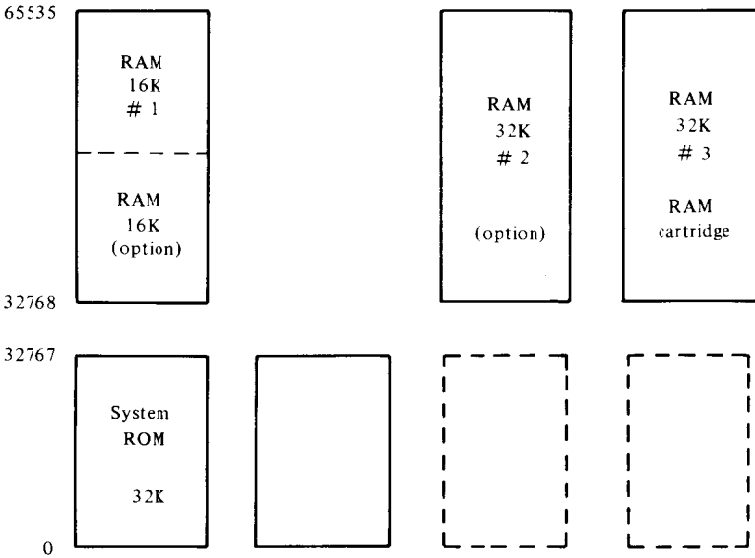 65535
RAM
16K
# 1
RAM
16K
(option)
RAM
32K
# 2
(option)
RAM
32K
# 3
RAM
cartridge
32768
32767
System
ROM
32K
0